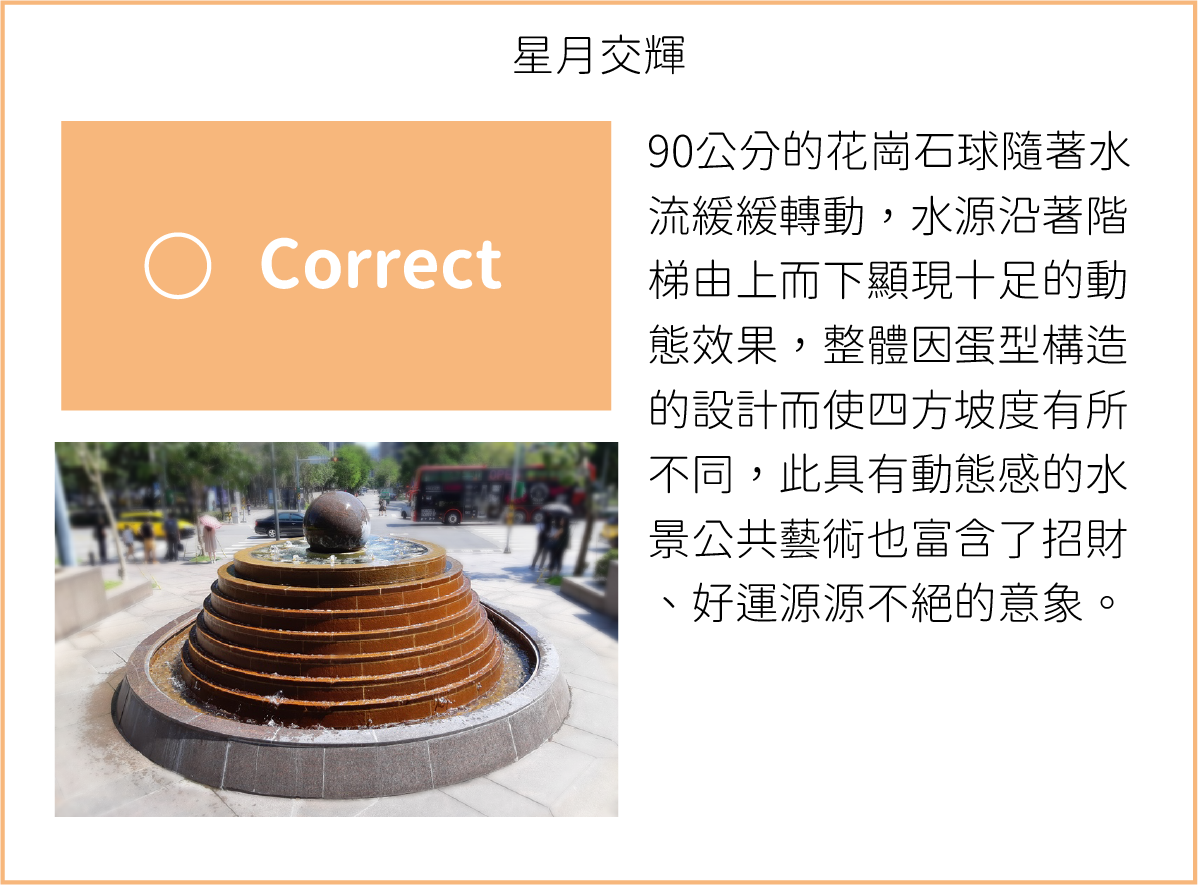 星月交輝
Correct
90公分的花崗石球隨著水
流緩緩轉動，水源沿著階
梯由上而下顯現十足的動
態效果，整體因蛋型構造
的設計而使四方坡度有所
不同，此具有動態感的水
景公共藝術也富含了招財
、好運源源不絕的意象。